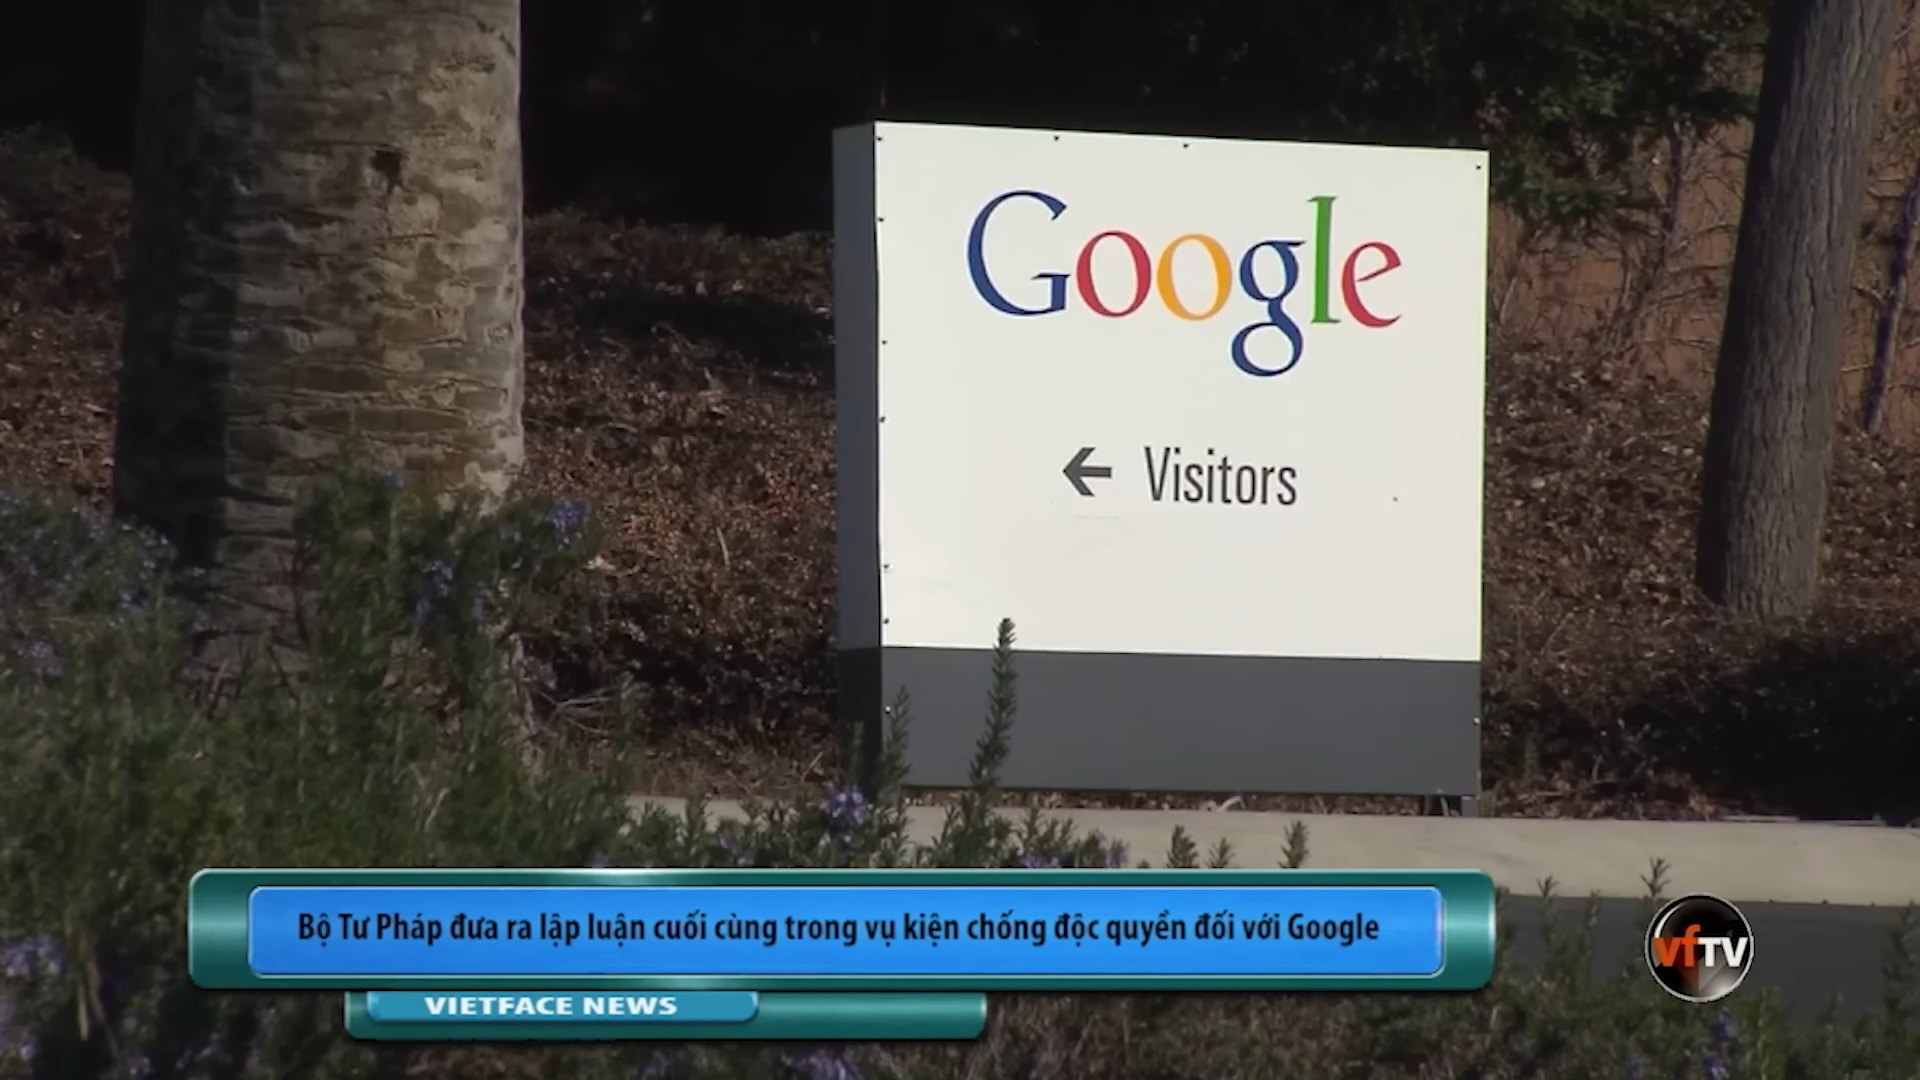 Google
← Visitors
Bộ Tư Pháp đưa ra lập luận cuối cùng trong vụ kiện chống độc quyền đối với Google
vfTV
VIETFACE NEWS